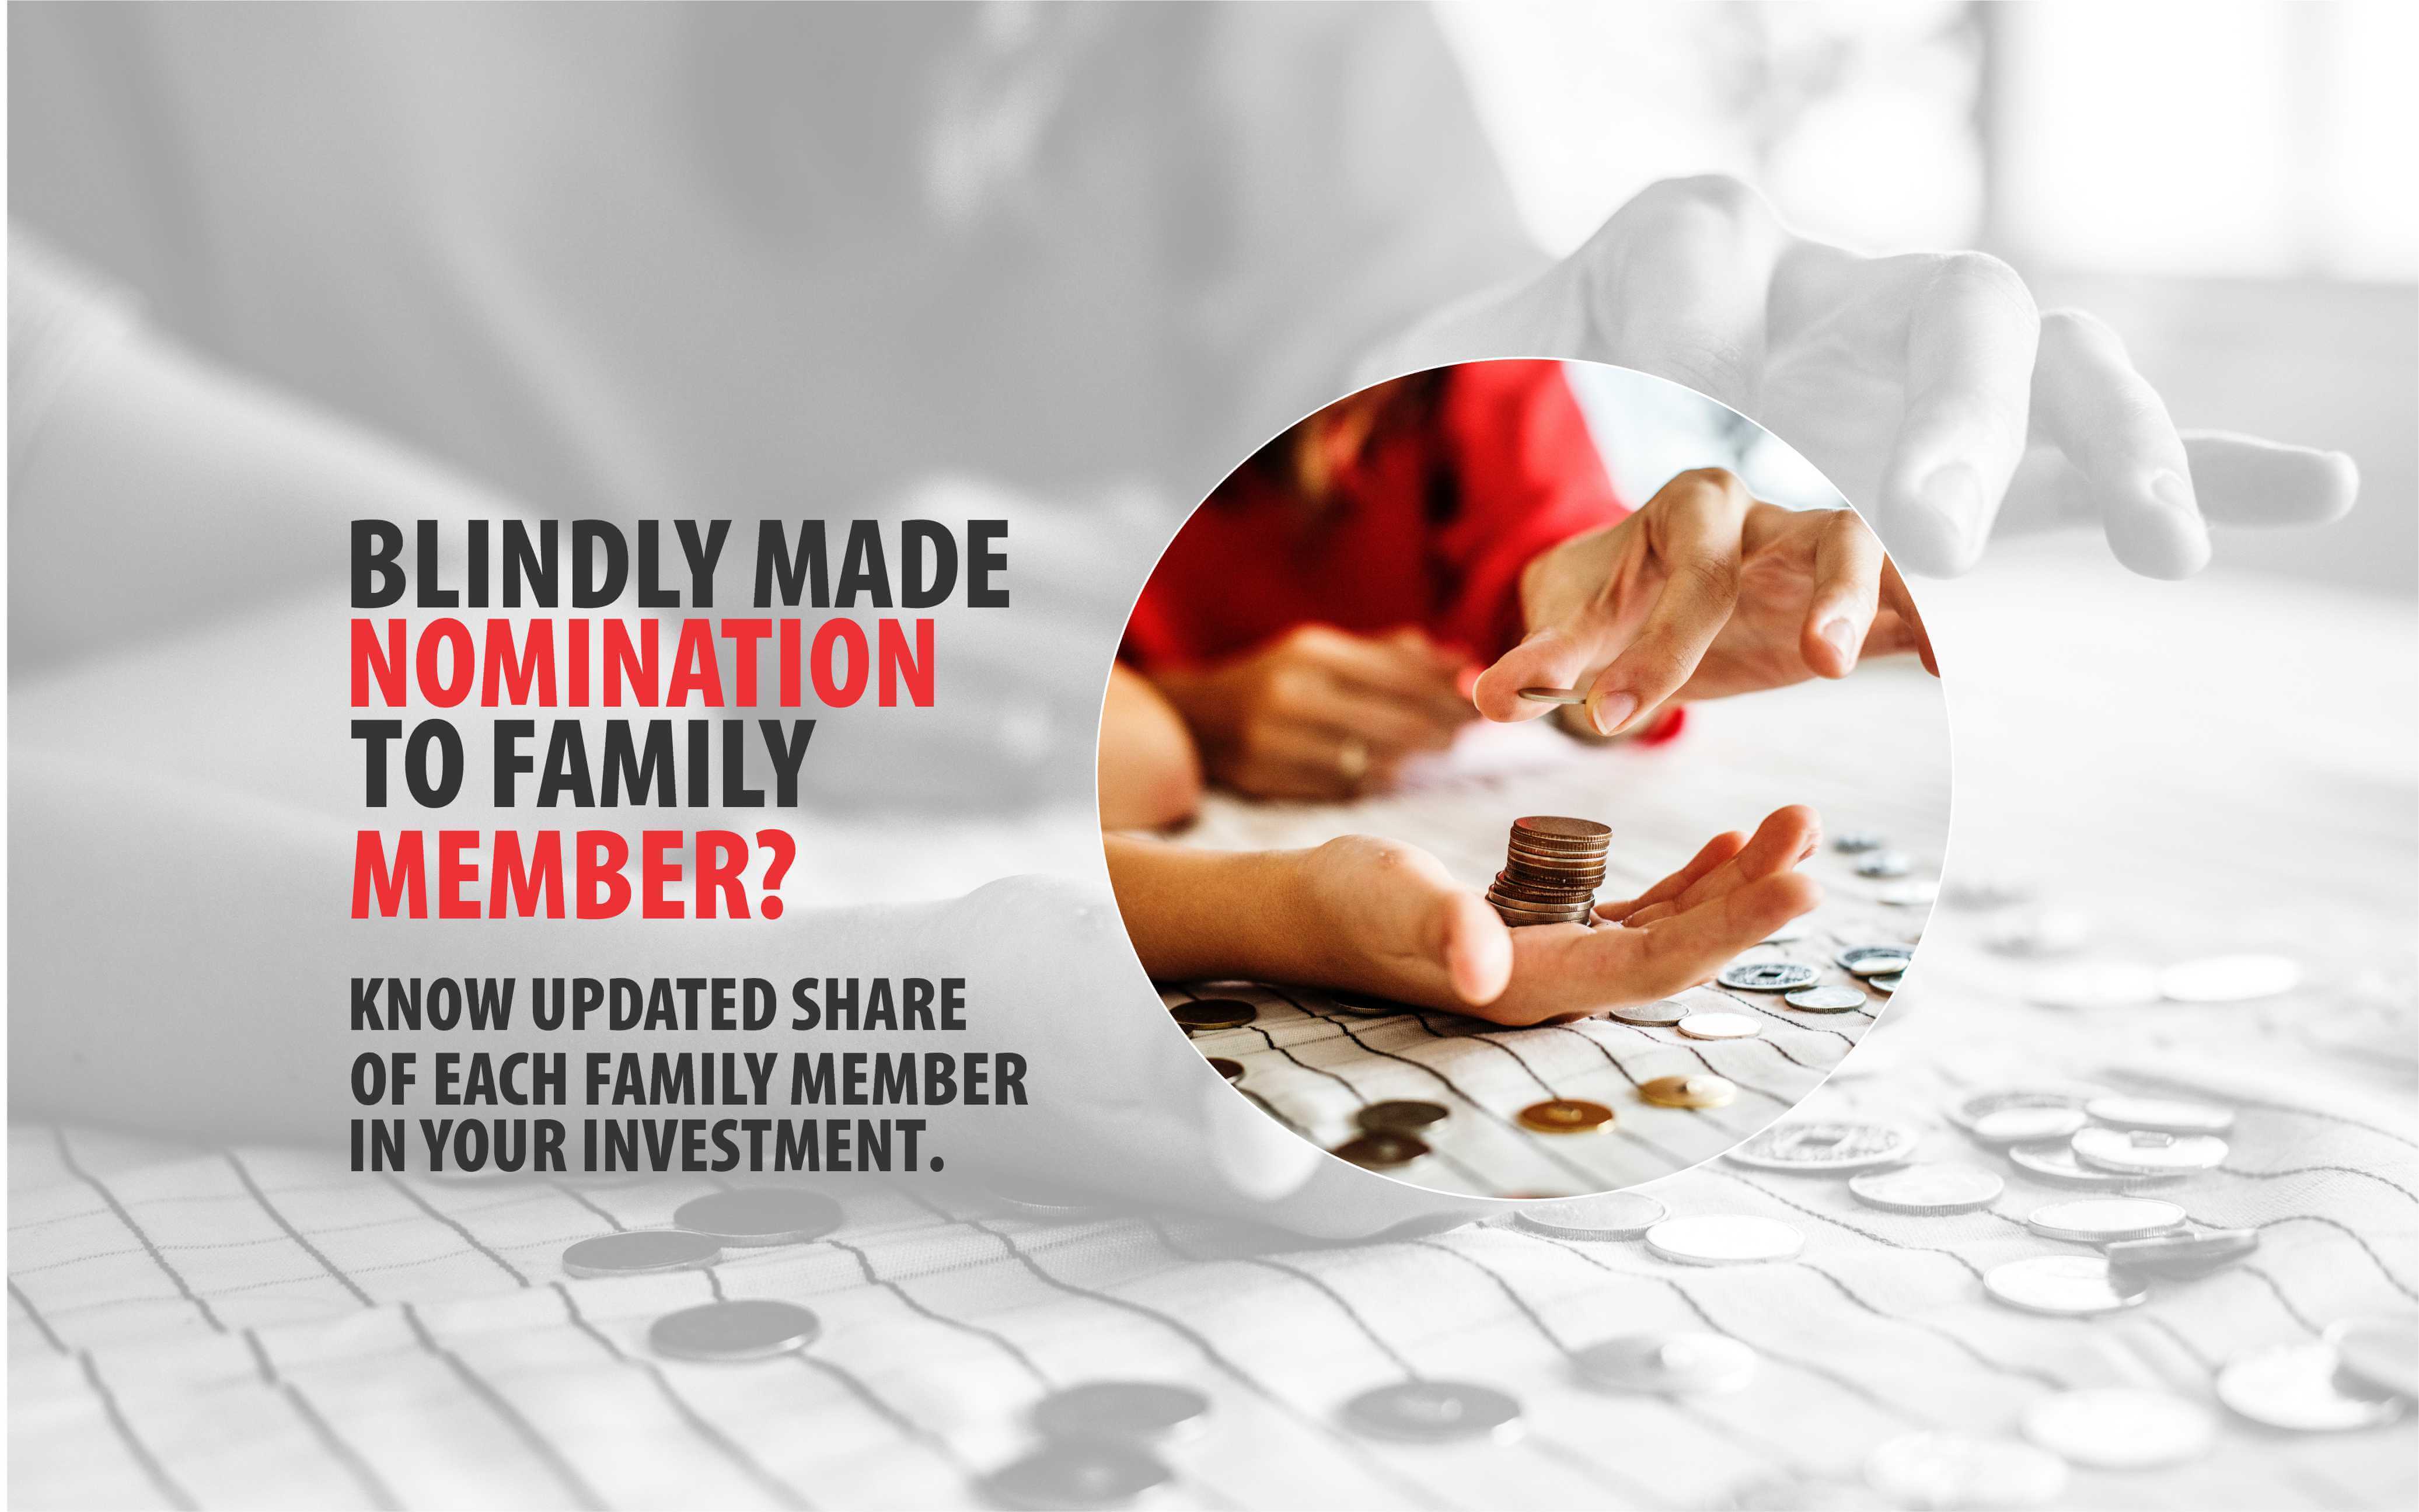 BLINDLY MADE
NOMINATION
TO FAMILY
MEMBER?
KNOW UPDATED SHARE
OF EACH FAMILY MEMBER
IN YOUR INVESTMENT.